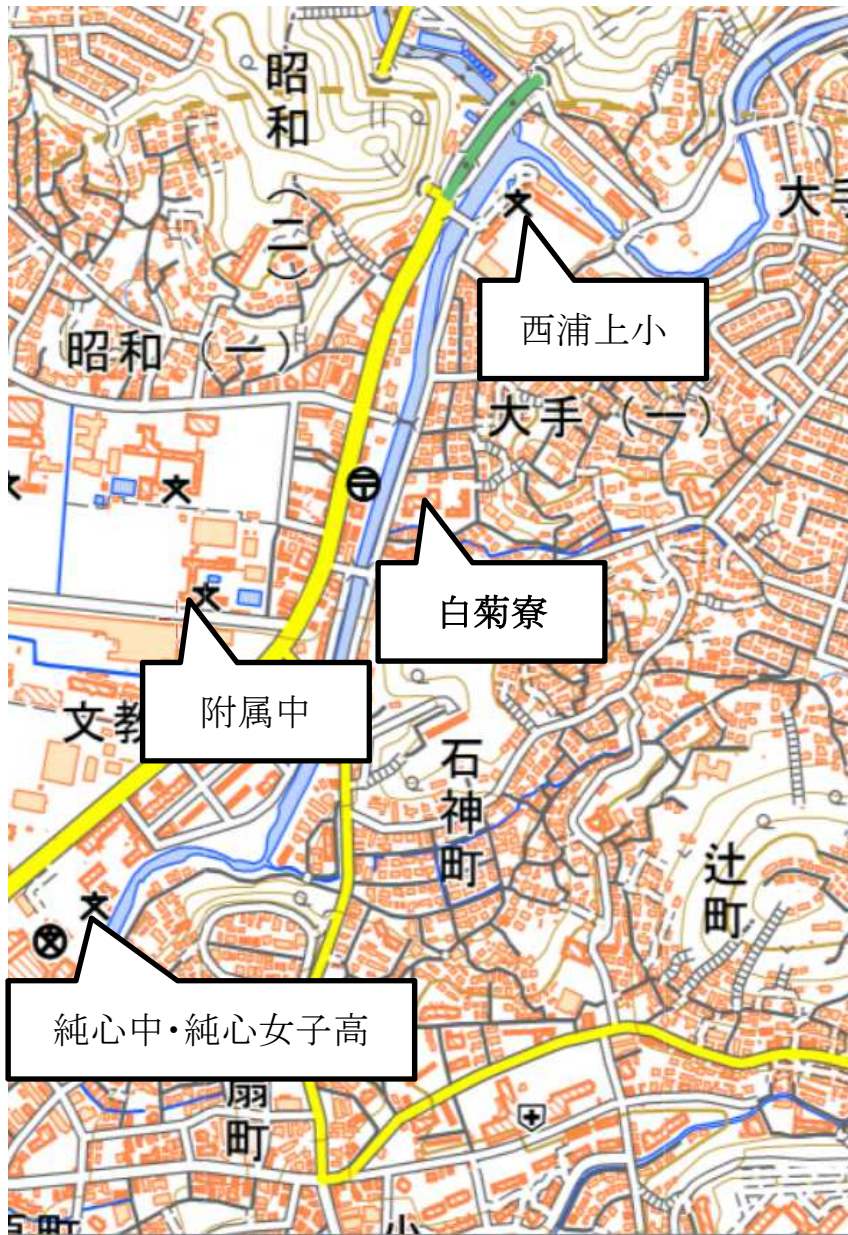 昭和(二)
大手
西浦上小
昭和(一)
大手(一)
白菊寮
附属中
文教
石神町
辻町
純心中・純心女子高
扇町
町
小